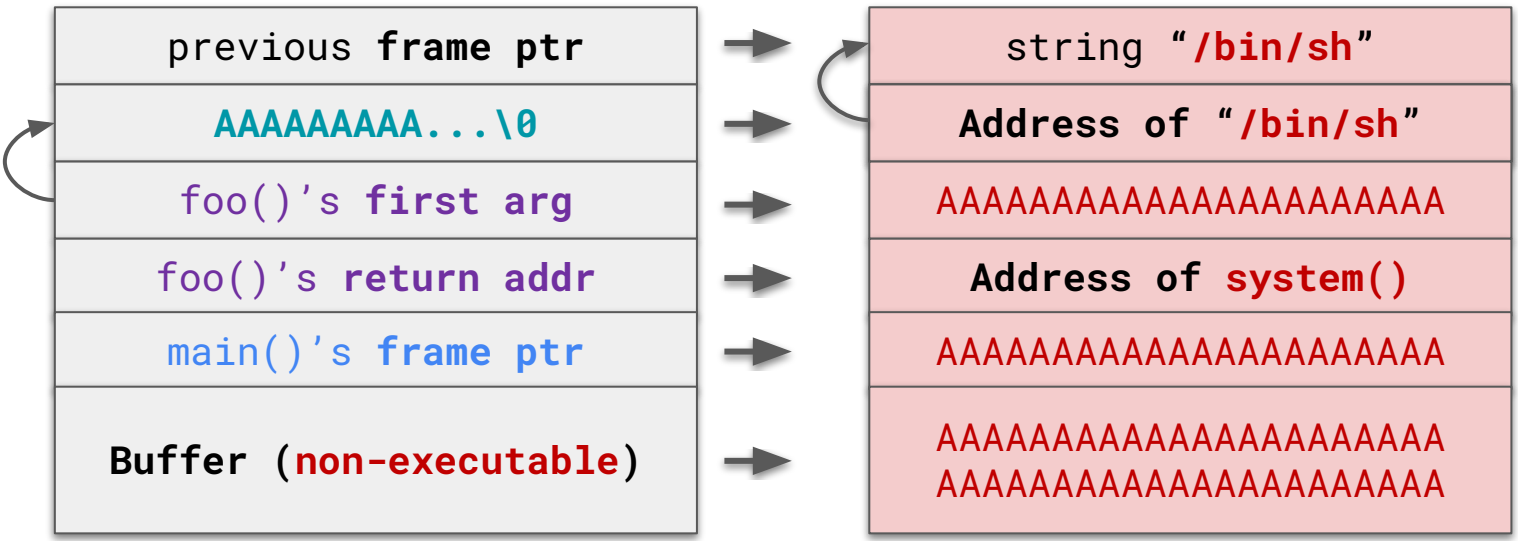 previous frame ptr
string “/bin/sh”
AAAAAAAAA...\0
Address of “/bin/sh”
foo()’s first arg
AAAAAAAAAAAAAAAAAAAAAA
foo()’s return addr
Address of system()
main()’s frame ptr
AAAAAAAAAAAAAAAAAAAAAA
Buffer (non-executable)
AAAAAAAAAAAAAAAAAAAAAA
AAAAAAAAAAAAAAAAAAAAAA